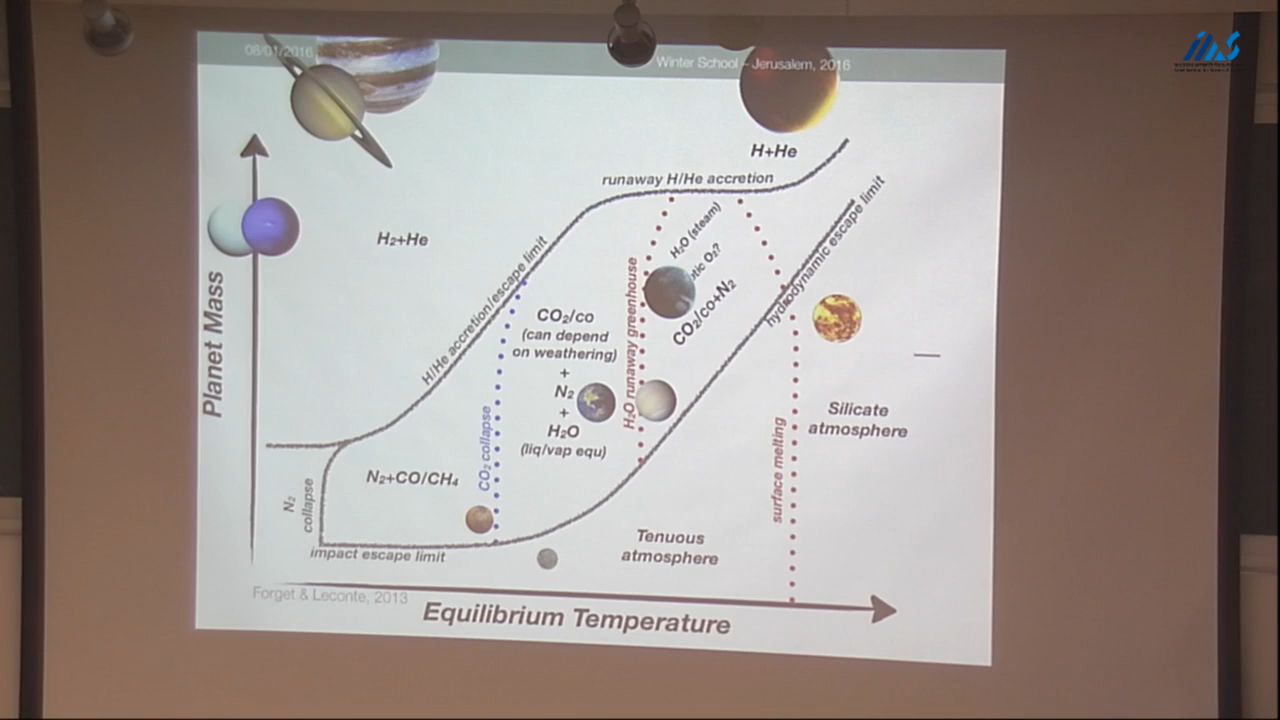 08/01/2016
Winter School – Jerusalem, 2016
H+He
runaway H/He accretion
H₂+He
H/He accretion/escape limit
H₂O (steam)
O₂?
CO₂/co+N₂
hydrodynamic escape limit
Planet Mass
CO₂/co
(can depend
on weathering)
+
N₂
+
H₂O
(liq/vap equ)
H₂O runaway greenhouse
CO₂ collapse
Silicate
atmosphere
surface melting
N₂+CO/CH₄
N₂
collapse
impact escape limit
Tenuous
atmosphere
Forget & Leconte, 2013
Equilibrium Temperature